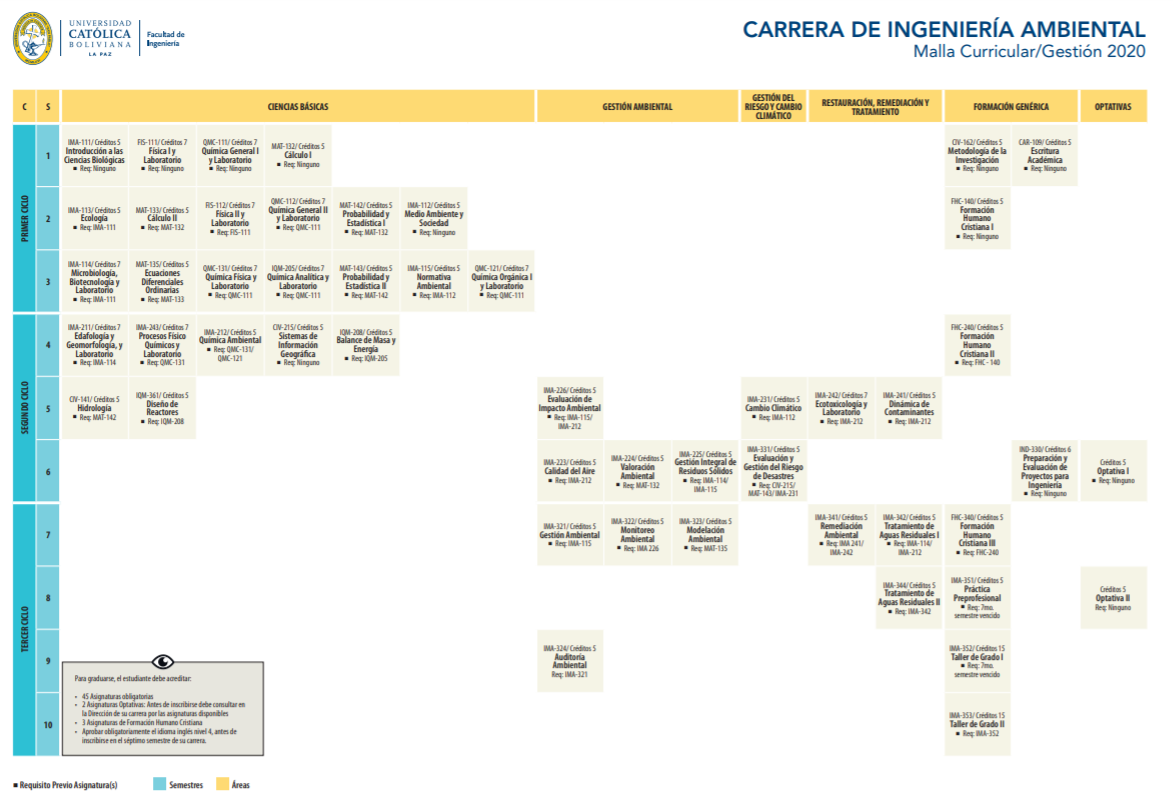 UNIVERSIDAD
CATÓLICA
BOLIVIANA
LA PAZ
Facultad de
Ingeniería
CARRERA DE INGENIERÍA AMBIENTAL
Malla Curricular/Gestión 2020
C
S
CIENCIAS BÁSICAS
GESTIÓN AMBIENTAL
GESTIÓN DEL
RIESGO Y CAMBIO
CLIMÁTICO
RESTAURACIÓN, REMEDIACIÓN Y
TRATAMIENTO
FORMACIÓN GENÉRICA
OPTATIVAS
PRIMER CICLO
1
IMA-111/ Créditos 5
Introducción a las
Ciencias Biológicas
■ Req: Ninguno
FIS-111/ Créditos 7
Física I y
Laboratorio
■ Req: Ninguno
QMC-111/ Créditos 7
Química General I
y Laboratorio
■ Req: Ninguno
MAT-132/ Créditos 5
Cálculo I
■ Req: Ninguno
CIV-162/ Créditos 5
Metodología de la
Investigación
■ Req: Ninguno
CAR-109/ Créditos 5
Escritura
Académica
■ Req: Ninguno
2
IMA-113/ Créditos 5
Ecología
■ Req: IMA-111
MAT-133/ Créditos 5
Cálculo II
■ Req: MAT-132
FIS-112/ Créditos 7
Física II y
Laboratorio
■ Req: FIS-111
QMC-112/ Créditos 7
Química General II
y Laboratorio
■ Req: QMC-111
MAT-142/ Créditos 5
Probabilidad y
Estadística I
■ Req: MAT-132
IMA-112/ Créditos 5
Medio Ambiente y
Sociedad
■ Req: Ninguno
FHC-140/ Créditos 5
Formación
Humano
Cristiana I
■ Req: Ninguno
3
IMA-114/ Créditos 7
Microbiología,
Biotecnología y
Laboratorio
■ Req: IMA-111
MAT-135/ Créditos 5
Ecuaciones
Diferenciales
Ordinarias
■ Req: MAT-133
QMC-131/ Créditos 7
Química Física y
Laboratorio
■ Req: QMC-111
IQM-205/ Créditos 7
Química Analítica y
Laboratorio
■ Req: QMC-111
MAT-143/ Créditos 5
Probabilidad y
Estadística II
■ Req: MAT-142
IMA-115/ Créditos 5
Normativa
Ambiental
■ Req: IMA-112
QMC-121/ Créditos 7
Química Orgánica I
y Laboratorio
■ Req: QMC-111
SEGUNDO CICLO
4
IMA-211/ Créditos 7
Edafología y
Geomorfología, y
Laboratorio
■ Req: IMA-114
IMA-243/ Créditos 7
Procesos Físico
Químicos y
Laboratorio
■ Req: QMC-131
IMA-212/ Créditos 5
Química Ambiental
■ Req: QMC-131/
QMC-121
CIV-215/ Créditos 5
Sistemas de
Información
Geográfica
■ Req: Ninguno
IQM-208/ Créditos 5
Balance de Masa y
Energía
■ Req: IQM-205
FHC-240/ Créditos 5
Formación
Humano
Cristiana II
■ Req: FHC - 140
5
CIV-141/ Créditos 5
Hidrología
■ Req: MAT-142
IQM-361/ Créditos 5
Diseño de
Reactores
■ Req: IQM-208
IMA-226/ Créditos 5
Evaluación de
Impacto Ambiental
■ Req: IMA-115/
IMA-212
IMA-231/ Créditos 5
Cambio Climático
■ Req: IMA-112
IMA-242/ Créditos 7
Ecotoxicología y
Laboratorio
■ Req: IMA-212
IMA-241/ Créditos 5
Dinámica de
Contaminantes
■ Req: IMA-212
6
IMA-223/ Créditos 5
Calidad del Aire
■ Req: IMA-212
IMA-224/ Créditos 5
Valoración
Ambiental
■ Req: MAT-132
IMA-225/ Créditos 5
Gestión Integral de
Residuos Sólidos
■ Req: IMA-114/
IMA-115
IMA-331/ Créditos 5
Evaluación y
Gestión del Riesgo
de Desastres
■ Req: CIV-215/
MAT-143/ IMA-231
IND-330/ Créditos 6
Preparación y
Evaluación de
Proyectos para
Ingeniería
■ Req: Ninguno
Créditos 5
Optativa I
■ Req: Ninguno
TERCER CICLO
7
IMA-321/ Créditos 5
Gestión Ambiental
■ Req: IMA-115
IMA-322/ Créditos 5
Monitoreo
Ambiental
■ Req: IMA 226
IMA-323/ Créditos 5
Modelación
Ambiental
■ Req: MAT-135
IMA-341/ Créditos 5
Remediación
Ambiental
■ Req: IMA 241/
IMA-242
IMA-342/ Créditos 5
Tratamiento de
Aguas Residuales I
■ Req: IMA-114/
IMA-212
FHC-340/ Créditos 5
Formación
Humano
Cristiana III
■ Req: FHC-240
8
IMA-344/ Créditos 5
Tratamiento de
Aguas Residuales II
■ Req: IMA-342
IMA-351/ Créditos 5
Práctica
Preprofesional
■ Req: 7mo.
semestre vencido
Créditos 5
Optativa II
Req: Ninguno
9
IMA-324/ Créditos 5
Auditoría
Ambiental
Req: IMA-321
IMA-352/ Créditos 15
Taller de Grado I
■ Req: 7mo.
semestre vencido
10
IMA-353/ Créditos 15
Taller de Grado II
■ Req: IMA-352
Para graduarse, el estudiante debe acreditar:
• 45 Asignaturas obligatorias
• 2 Asignaturas Optativas: Antes de inscribirse debe consultar en
la Dirección de su carrera por las asignaturas disponibles
• 3 Asignaturas de Formación Humano Cristiana
• Aprobar obligatoriamente el idioma inglés nivel 4, antes de
inscribirse en el séptimo semestre de su carrera.
■ Requisito Previo Asignatura(s)
Semestres
Áreas